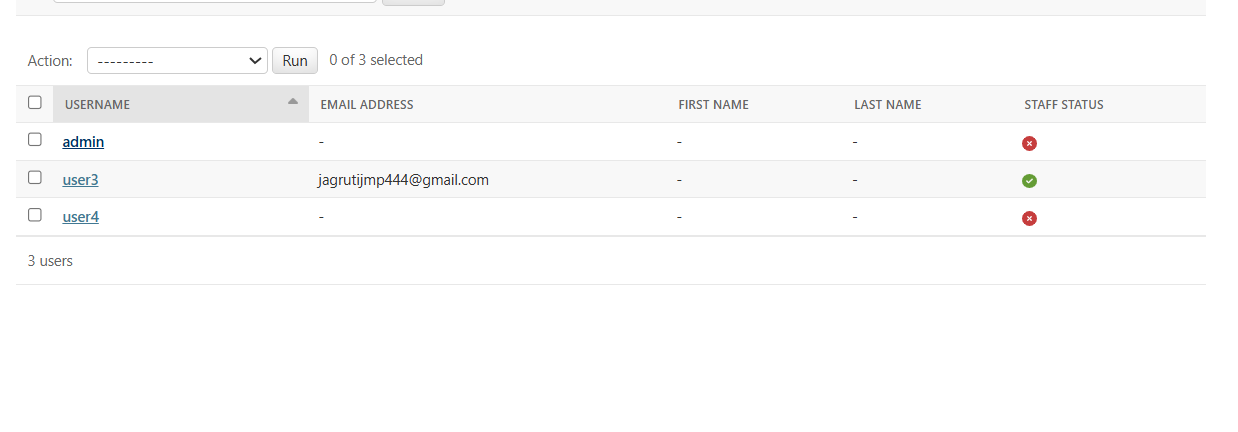 Action: --------- Run 0 of 3 selected
USERNAME EMAIL ADDRESS FIRST NAME LAST NAME STAFF STATUS
admin - - -
user3 jagrutijmp444@gmail.com - -
user4 - - -
3 users